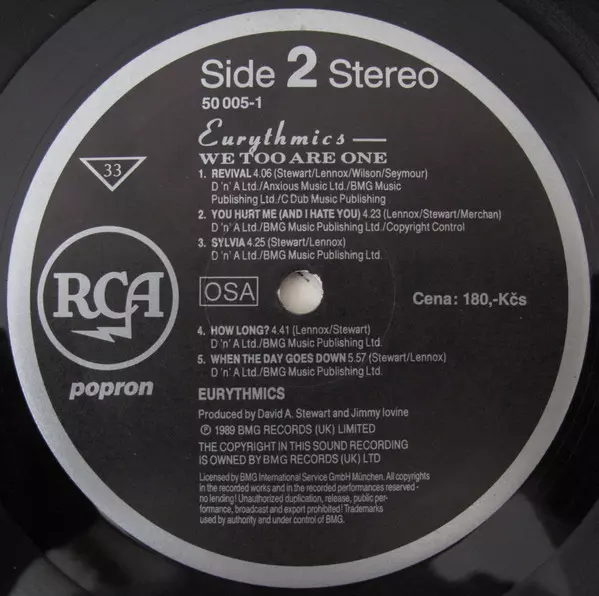 Side 2 Stereo
50 005-1
Eurythmics —
WE TOO ARE ONE
33
1. REVIVAL 4.06 (Stewart/Lennox/Wilson/Seymour)
D 'n' A Ltd./Anxious Music Ltd./BMG Music
Publishing Ltd./C Dub Music Publishing
2. YOU HURT ME (AND I HATE YOU) 4.23 (Lennox/Stewart/Merchan)
D 'n' A Ltd./BMG Music Publishing Ltd./Copyright Control
3. SYLVIA 4.25 (Stewart/Lennox)
D 'n' A Ltd./BMG Music Publishing Ltd.
RCA
OSA
Cena: 180,-Kčs
4. HOW LONG? 4.41 (Lennox/Stewart)
D 'n' A Ltd./BMG Music Publishing Ltd.
5. WHEN THE DAY GOES DOWN 5.57 (Stewart/Lennox)
D 'n' A Ltd./BMG Music Publishing Ltd.
popron
EURYTHMICS
Produced by David A. Stewart and Jimmy Iovine
℗ 1989 BMG RECORDS (UK) LIMITED
THE COPYRIGHT IN THIS SOUND RECORDING
IS OWNED BY BMG RECORDS (UK) LTD
Licensed by BMG International Service GmbH München. All copyrights
in the recorded works and in the recorded performances reserved -
no lending! Unauthorized duplication, release, public per-
formance, broadcast and export prohibited! Trademarks
used by authority and under control of BMG.